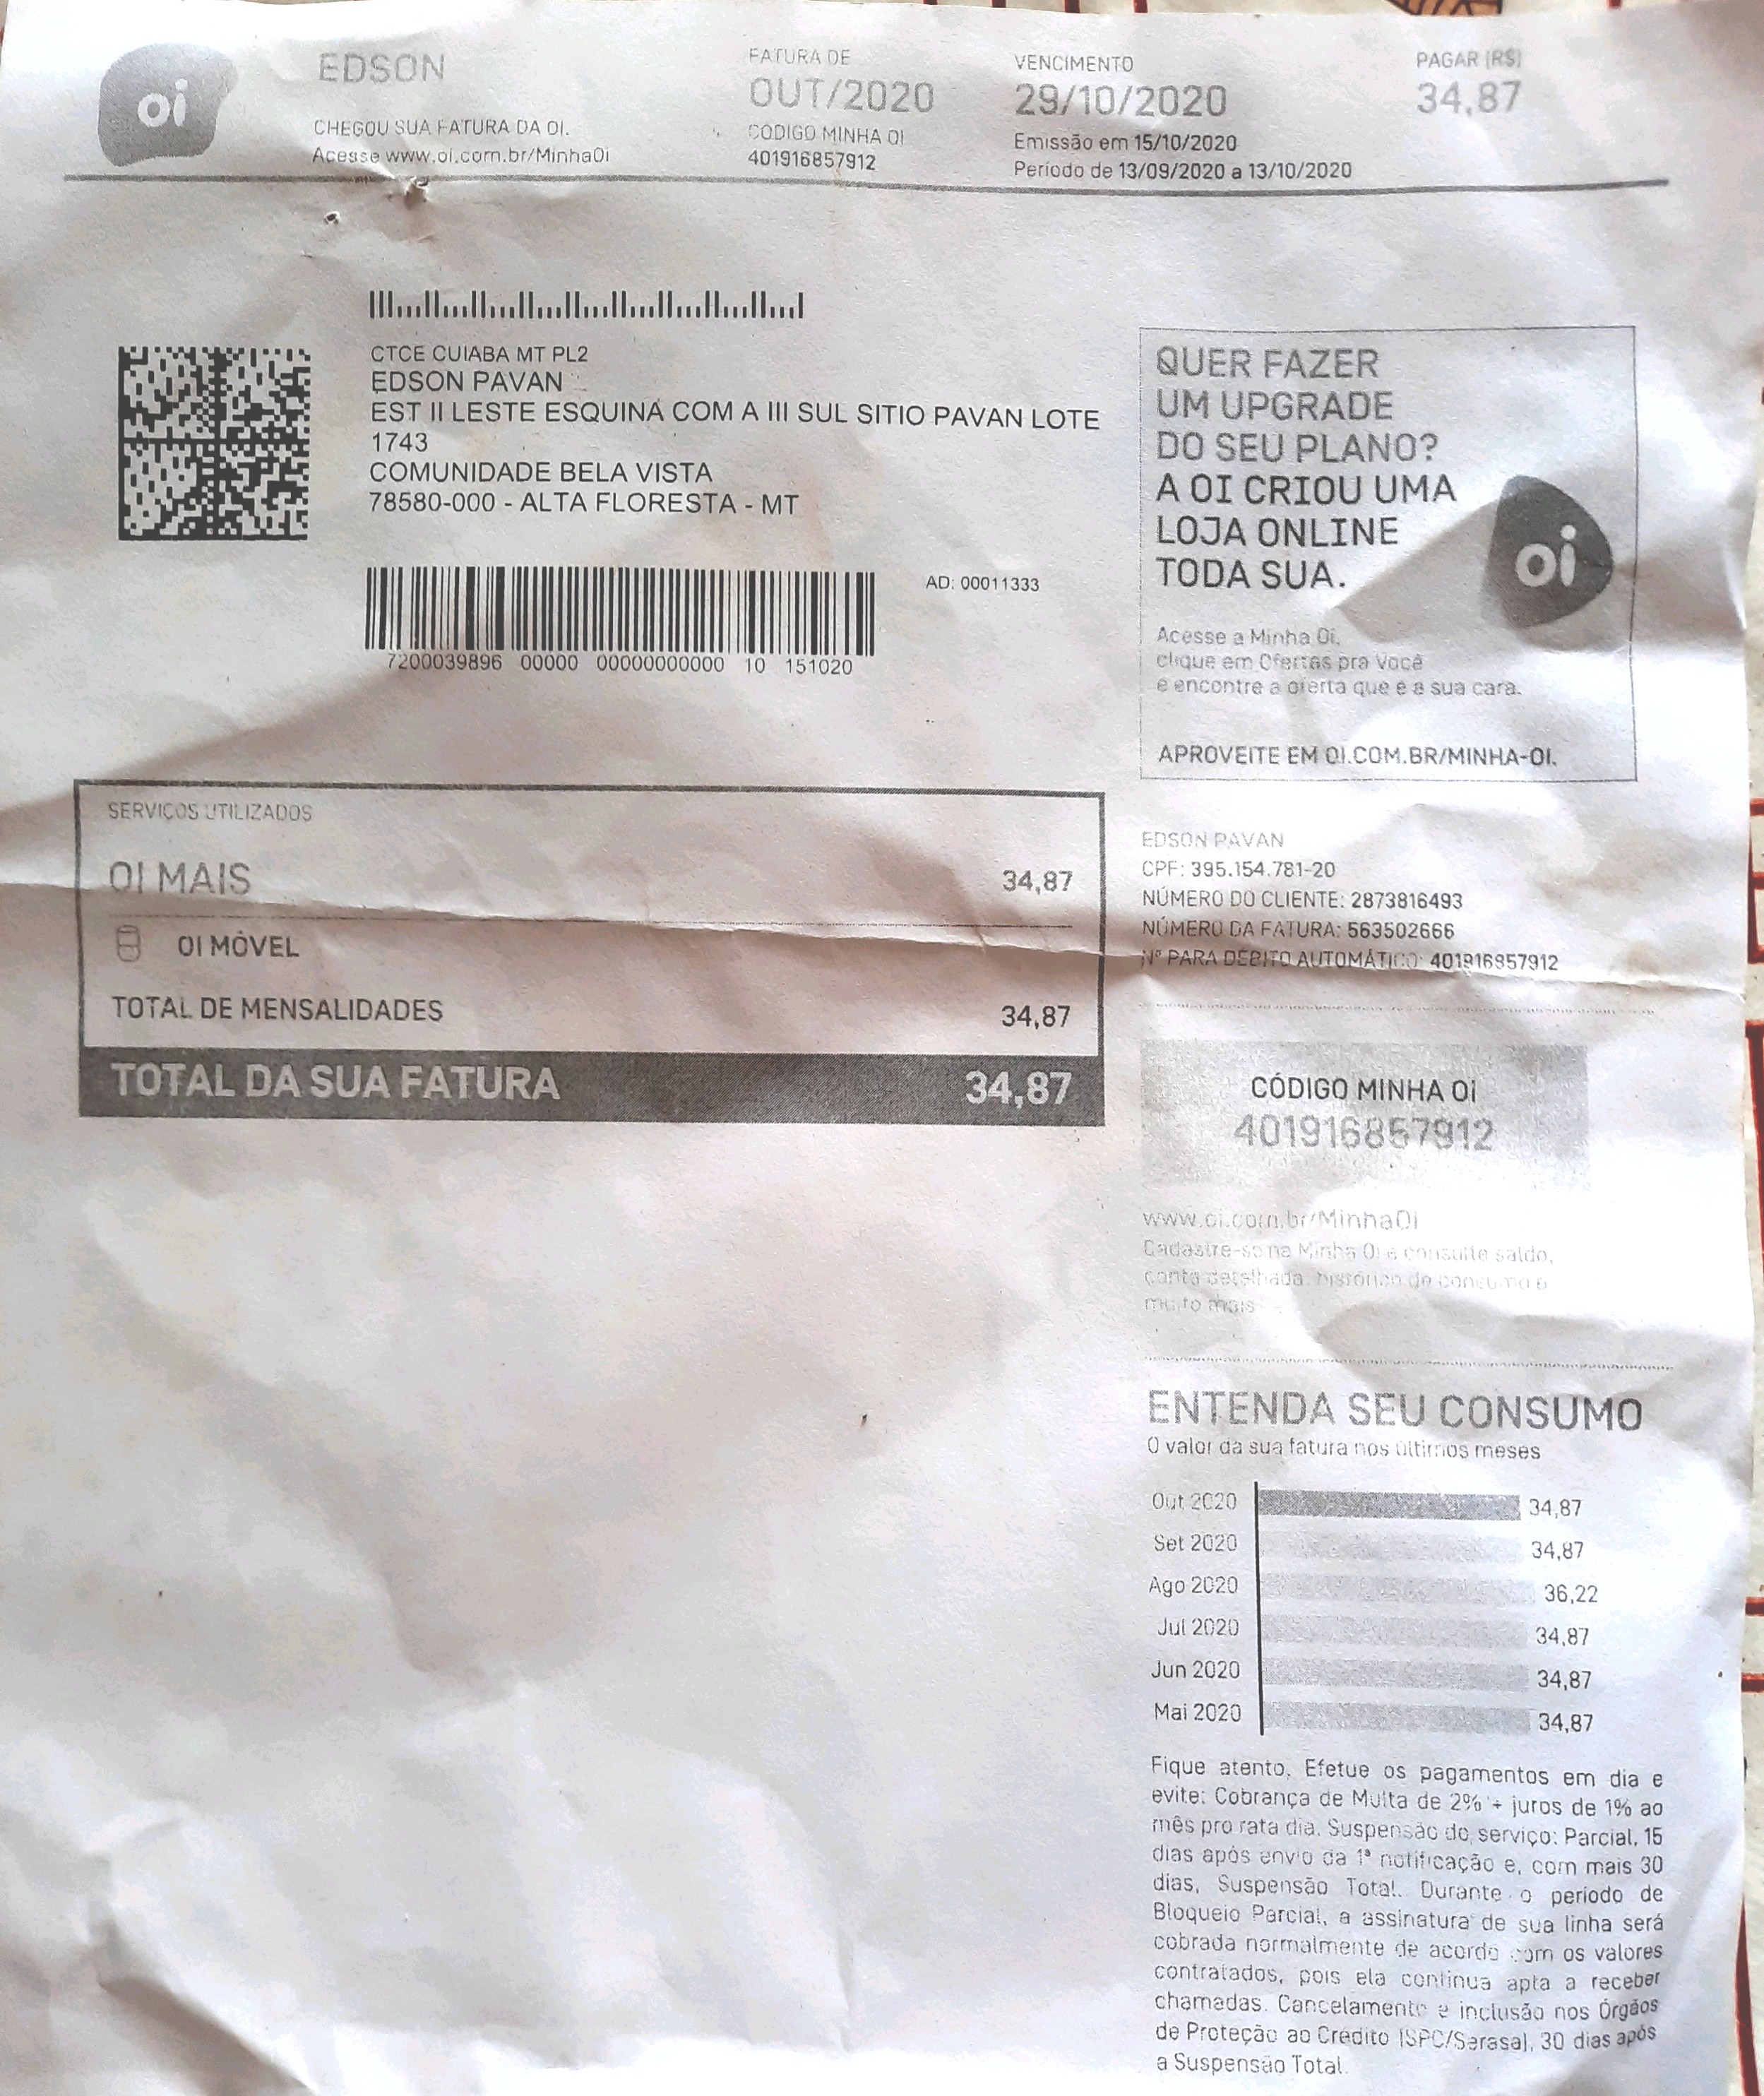 oi
EDSON
CHEGOU SUA FATURA DA OI.
Acesse www.oi.com.br/MinhaOi
FATURA DE
OUT/2020
CÓDIGO MINHA OI
401916857912
VENCIMENTO
29/10/2020
Emissão em 15/10/2020
Período de 13/09/2020 a 13/10/2020
PAGAR (R$)
34,87
CTCE CUIABA MT PL2
EDSON PAVAN
EST II LESTE ESQUINA COM A III SUL SITIO PAVAN LOTE
1743
COMUNIDADE BELA VISTA
78580-000 - ALTA FLORESTA - MT
AD: 00011333
7200039896 00000 00000000000 10 151020
QUER FAZER
UM UPGRADE
DO SEU PLANO?
A OI CRIOU UMA
LOJA ONLINE
TODA SUA.
oi
Acesse a Minha Oi,
clique em Ofertas pra Você
e encontre a oferta que é a sua cara.
APROVEITE EM OI.COM.BR/MINHA-OI.
SERVIÇOS UTILIZADOS
OI MAIS 34,87
OI MÓVEL
TOTAL DE MENSALIDADES 34,87
TOTAL DA SUA FATURA 34,87
EDSON PAVAN
CPF: 395.154.781-20
NÚMERO DO CLIENTE: 2873816493
NÚMERO DA FATURA: 563502666
Nº PARA DÉBITO AUTOMÁTICO: 401916857912
CÓDIGO MINHA Oi
401916857912
www.oi.com.br/MinhaOi
Cadastre-se na Minha Oi e consulte saldo,
conta detalhada, histórico de consumo e
muito mais
ENTENDA SEU CONSUMO
O valor da sua fatura nos últimos meses
Out 2020 34,87
Set 2020 34,87
Ago 2020 36,22
Jul 2020 34,87
Jun 2020 34,87
Mai 2020 34,87
Fique atento. Efetue os pagamentos em dia e
evite: Cobrança de Multa de 2% + juros de 1% ao
mês pro rata dia. Suspensão do serviço: Parcial, 15
dias após envio da 1ª notificação e, com mais 30
dias, Suspensão Total. Durante o período de
Bloqueio Parcial, a assinatura de sua linha será
cobrada normalmente de acordo com os valores
contratados, pois ela continua apta a receber
chamadas. Cancelamento e inclusão nos Órgãos
de Proteção ao Crédito (SPC/Serasa), 30 dias após
a Suspensão Total.